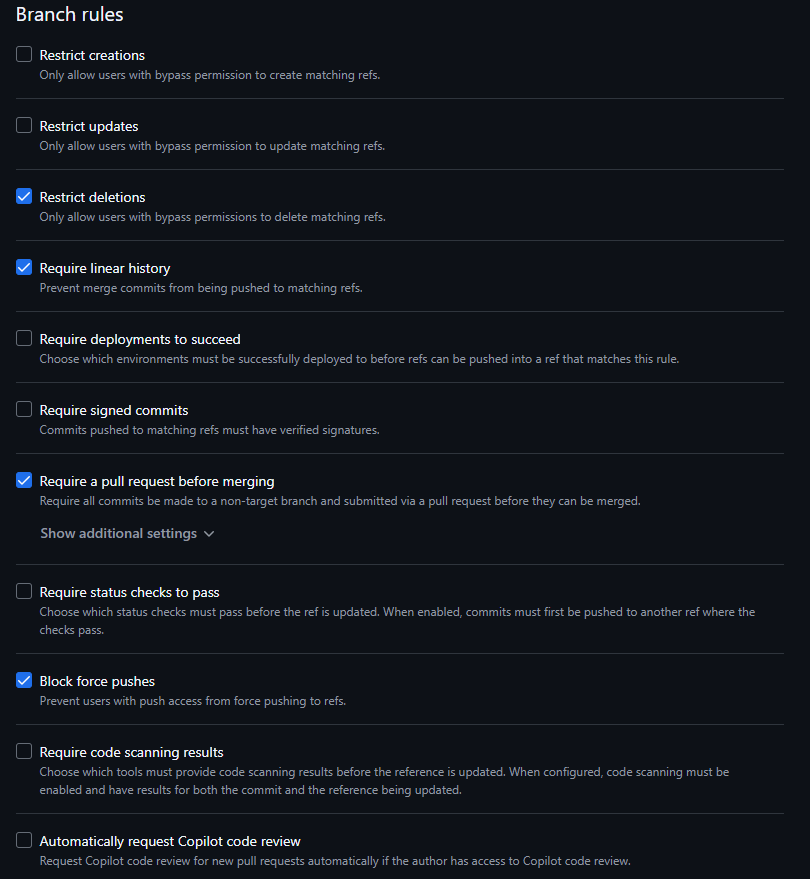 Branch rules
Restrict creations
Only allow users with bypass permission to create matching refs.
Restrict updates
Only allow users with bypass permission to update matching refs.
Restrict deletions
Only allow users with bypass permissions to delete matching refs.
Require linear history
Prevent merge commits from being pushed to matching refs.
Require deployments to succeed
Choose which environments must be successfully deployed to before refs can be pushed into a ref that matches this rule.
Require signed commits
Commits pushed to matching refs must have verified signatures.
Require a pull request before merging
Require all commits be made to a non-target branch and submitted via a pull request before they can be merged.
Show additional settings
Require status checks to pass
Choose which status checks must pass before the ref is updated. When enabled, commits must first be pushed to another ref where the
checks pass.
Block force pushes
Prevent users with push access from force pushing to refs.
Require code scanning results
Choose which tools must provide code scanning results before the reference is updated. When configured, code scanning must be
enabled and have results for both the commit and the reference being updated.
Automatically request Copilot code review
Request Copilot code review for new pull requests automatically if the author has access to Copilot code review.